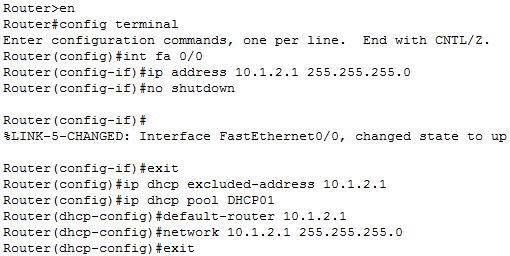 Router>en
Router#config terminal
Enter configuration commands, one per line.  End with CNTL/Z.
Router(config)#int fa 0/0
Router(config-if)#ip address 10.1.2.1 255.255.255.0
Router(config-if)#no shutdown
Router(config-if)#
%LINK-5-CHANGED: Interface FastEthernet0/0, changed state to up
Router(config-if)#exit
Router(config)#ip dhcp excluded-address 10.1.2.1
Router(config)#ip dhcp pool DHCP01
Router(dhcp-config)#default-router 10.1.2.1
Router(dhcp-config)#network 10.1.2.1 255.255.255.0
Router(dhcp-config)#exit